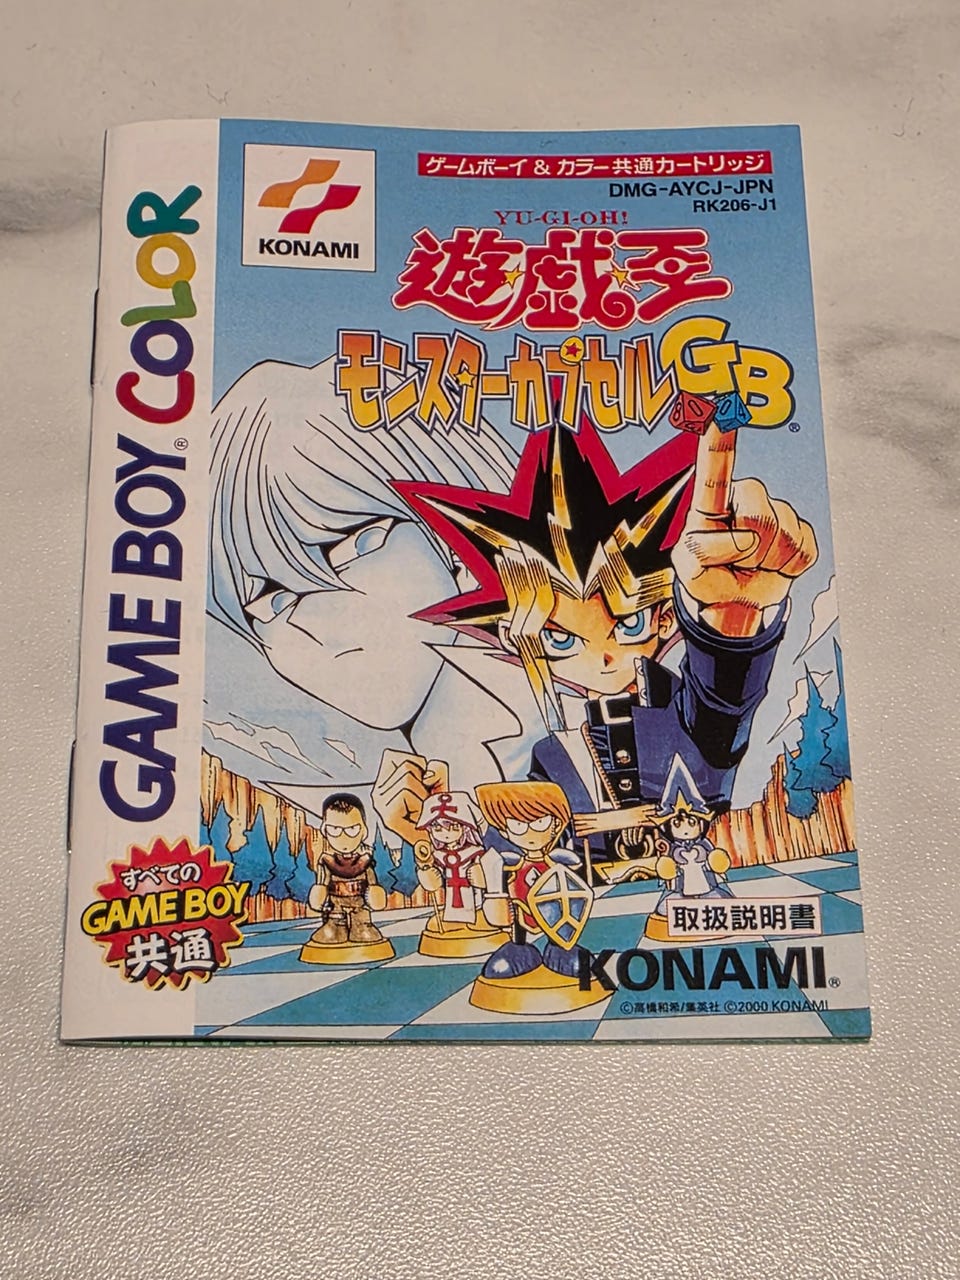 GAME BOY COLOR
®
KONAMI
ゲームボーイ & カラー共通カートリッジ
DMG-AYCJ-JPN
RK206-J1
YU-GI-OH!
遊☆戯☆王
モンスターカプセルGB
®
すべての
GAME BOY
共通
取扱説明書
KONAMI®
©高橋和希/集英社 ©2000 KONAMI